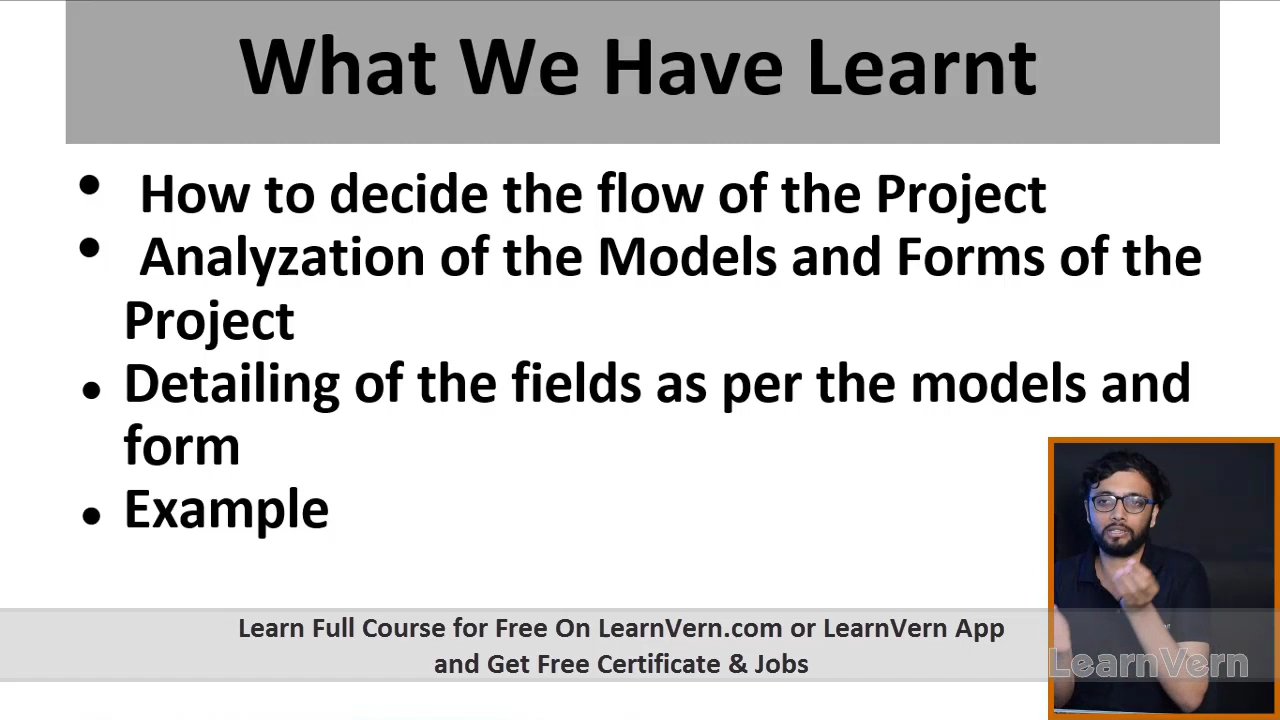 What We Have Learnt
• How to decide the flow of the Project
• Analyzation of the Models and Forms of the
Project
• Detailing of the fields as per the models and
form
• Example
Learn Full Course for Free On LearnVern.com or LearnVern App
and Get Free Certificate & Jobs
LearnVern